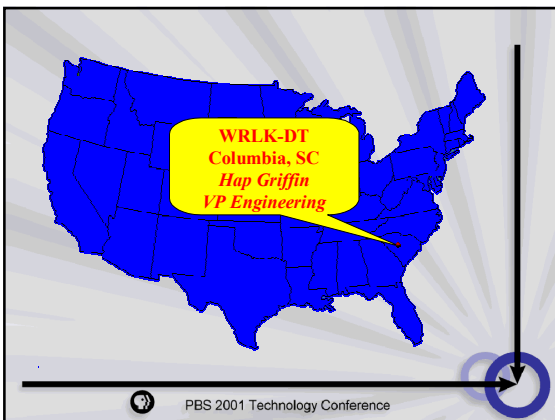 WRLK-DT
Columbia, SC
Hap Griffin
VP Engineering
PBS 2001 Technology Conference